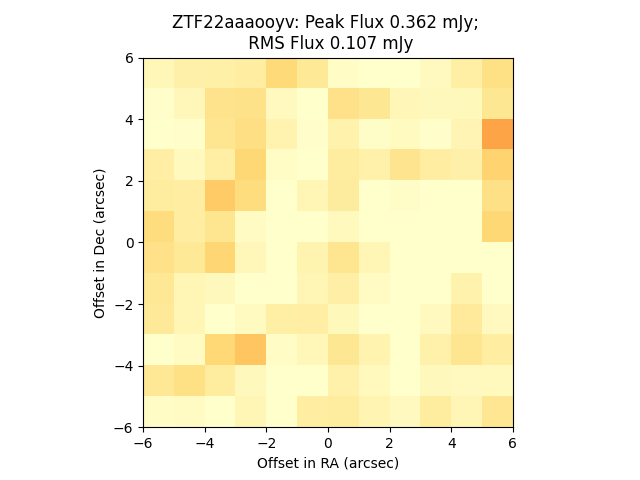 ZTF22aaaooyv: Peak Flux 0.362 mJy;
RMS Flux 0.107 mJy
6
4
2
0
−2
−4
−6
Offset in Dec (arcsec)
−6 −4 −2 0 2 4 6
Offset in RA (arcsec)